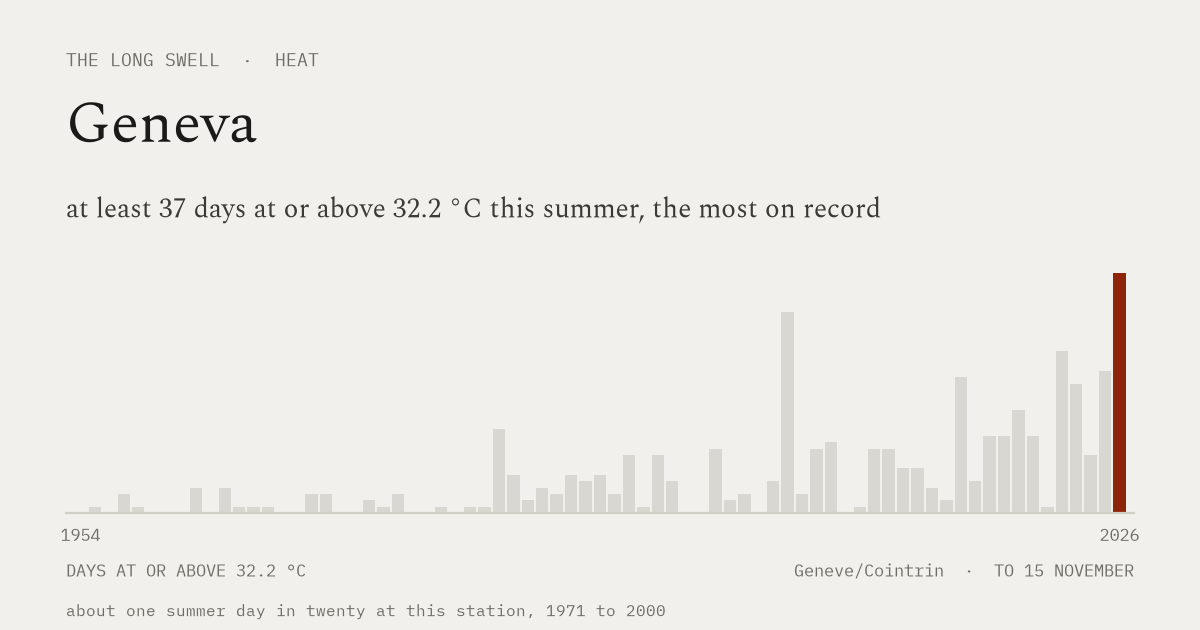 THE LONG SWELL · HEAT
Geneva
at least 37 days at or above 32.2 °C this summer, the most on record
1954
2026
DAYS AT OR ABOVE 32.2 °C
Geneve/Cointrin · TO 15 NOVEMBER
about one summer day in twenty at this station, 1971 to 2000